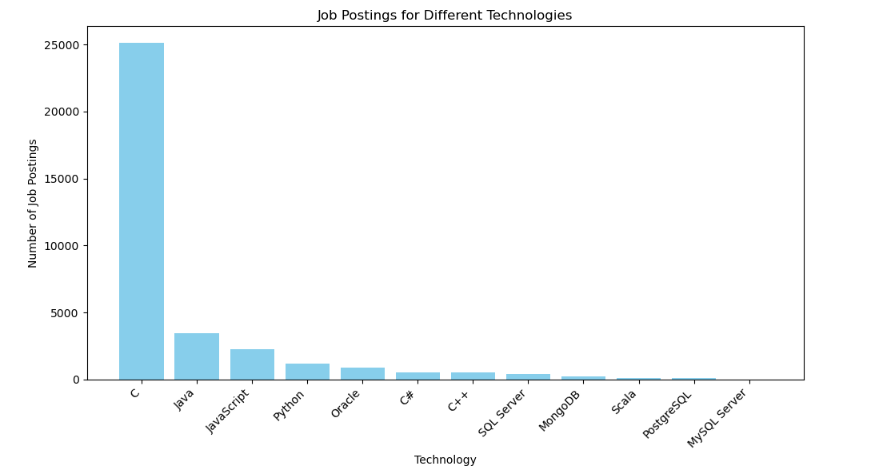 Job Postings for Different Technologies
Number of Job Postings
25000
20000
15000
10000
5000
0
C
Java
JavaScript
Python
Oracle
C#
C++
SQL Server
MongoDB
Scala
PostgreSQL
MySQL Server
Technology